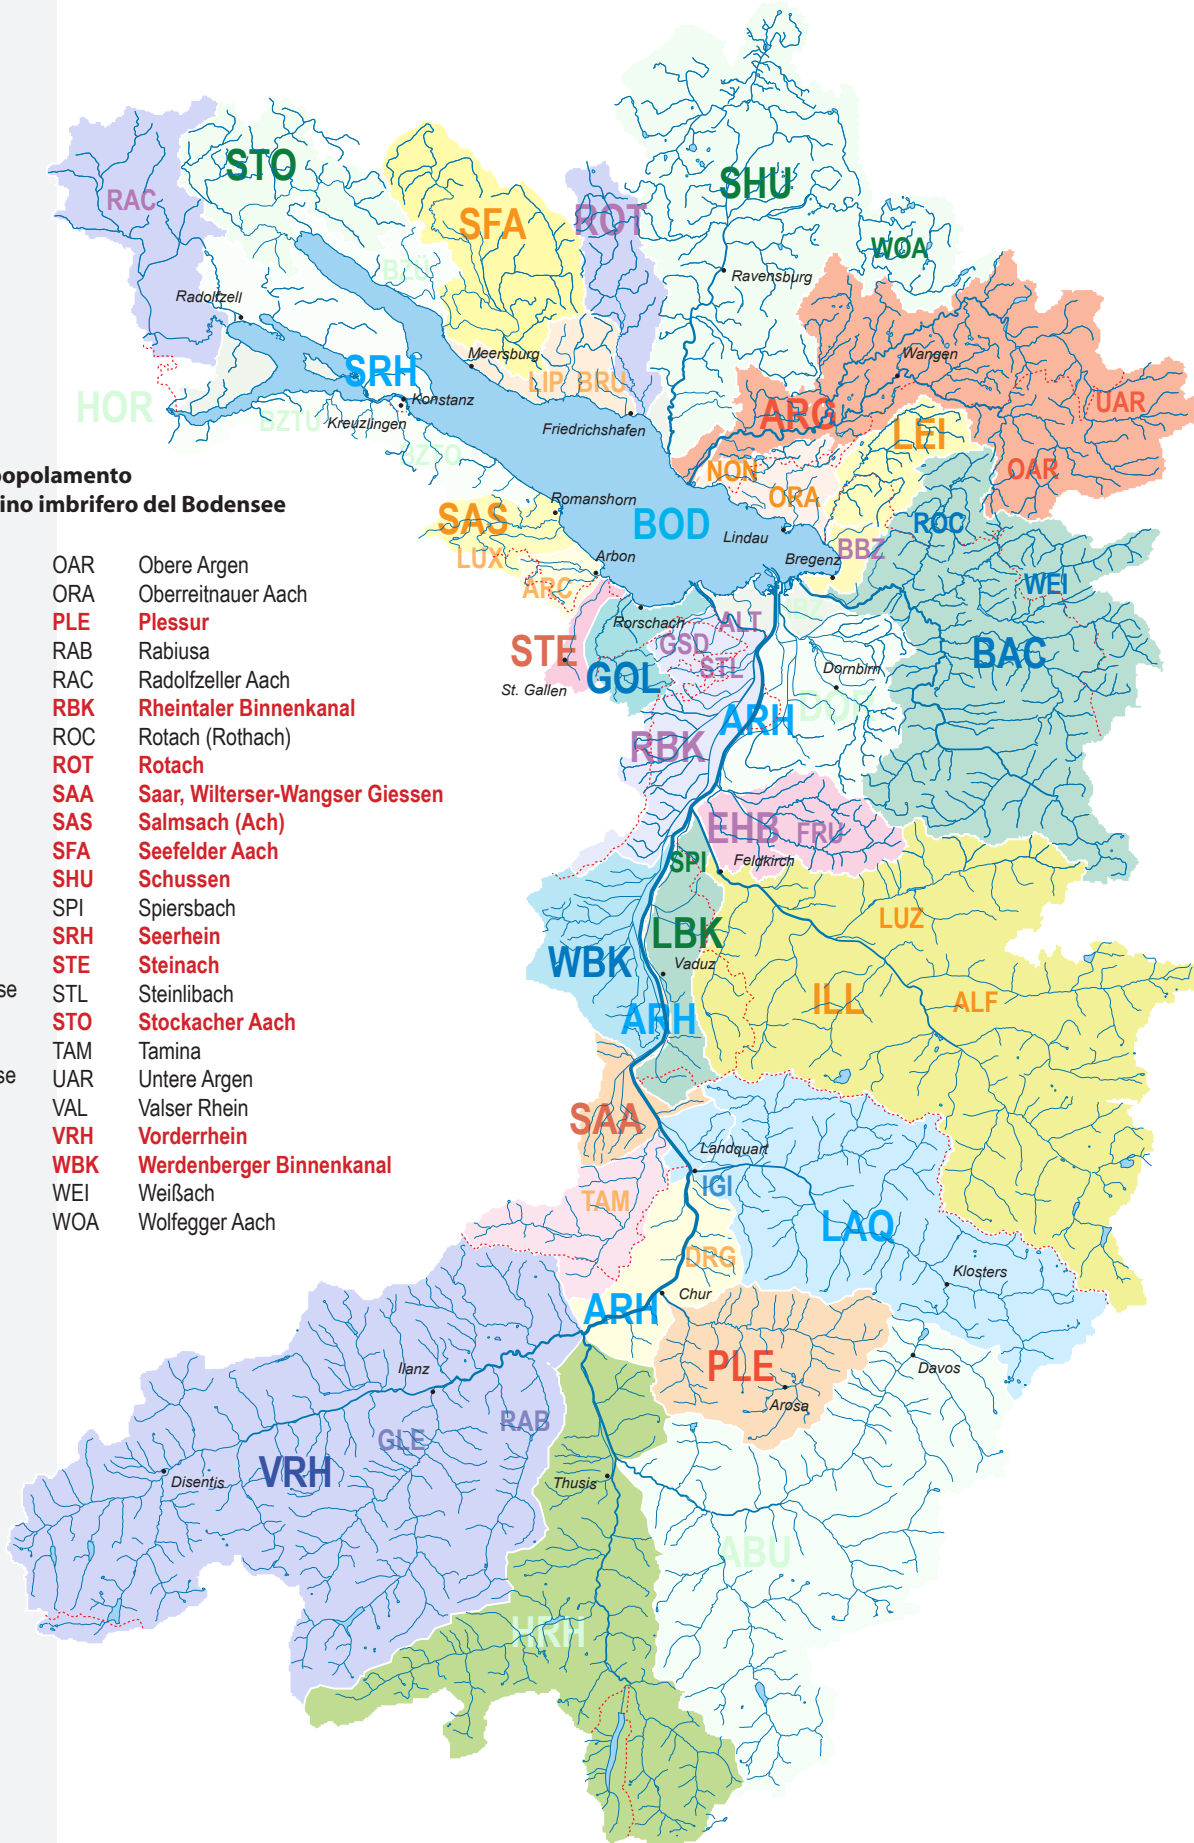 STO
RAC
SFA
ROT
SHU
WOA
BZÜ
Ravensburg
Radolfzell
Wangen
Meersburg
SRH
LIP
BRU
UAR
HOR
Konstanz
ARG
BZTU
Kreuzlingen
Friedrichshafen
LEI
BZTO
NON
OAR
opolamento
ino imbrifero del Bodensee
Romanshorn
ORA
SAS
BOD
ROC
Lindau
LUX
Arbon
Bregenz
BBZ
ARC
WEI
OAR Obere Argen
ORA Oberreitnauer Aach
PLE Plessur
RAB Rabiusa
RAC Radolfzeller Aach
RBK Rheintaler Binnenkanal
ROC Rotach (Rothach)
ROT Rotach
SAA Saar, Wilterser-Wangser Giessen
SAS Salmsach (Ach)
SFA Seefelder Aach
SHU Schussen
SPI Spiersbach
SRH Seerhein
STE Steinach
se
STL Steinlibach
STO Stockacher Aach
TAM Tamina
se
UAR Untere Argen
VAL Valser Rhein
VRH Vorderrhein
WBK Werdenberger Binnenkanal
WEI Weißach
WOA Wolfegger Aach
Rorschach
ALT
GSD
STE
STL
BAC
GOL
Dornbirn
St. Gallen
ARH
RBK
EHB
FRU
SPI
Feldkirch
LUZ
LBK
WBK
Vaduz
ILL
ALF
ARH
SAA
Landquart
IGI
TAM
LAQ
DRG
Klosters
Chur
ARH
PLE
Ilanz
Davos
Arosa
RAB
GLE
VRH
Disentis
Thusis
ABU
HRH